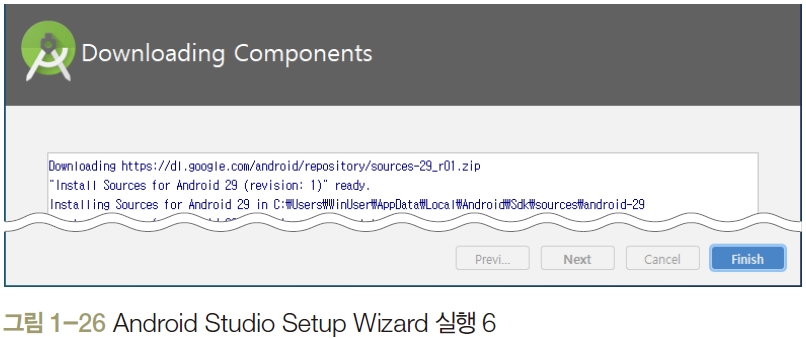 Downloading Components
Downloading https://dl.google.com/android/repository/sources-29_r01.zip
"Install Sources for Android 29 (revision: 1)" ready.
Installing Sources for Android 29 in C:₩Users₩WinUser₩AppData₩Local₩Android₩Sdk₩sources₩android-29
Previ... Next Cancel Finish
그림 1-26 Android Studio Setup Wizard 실행 6